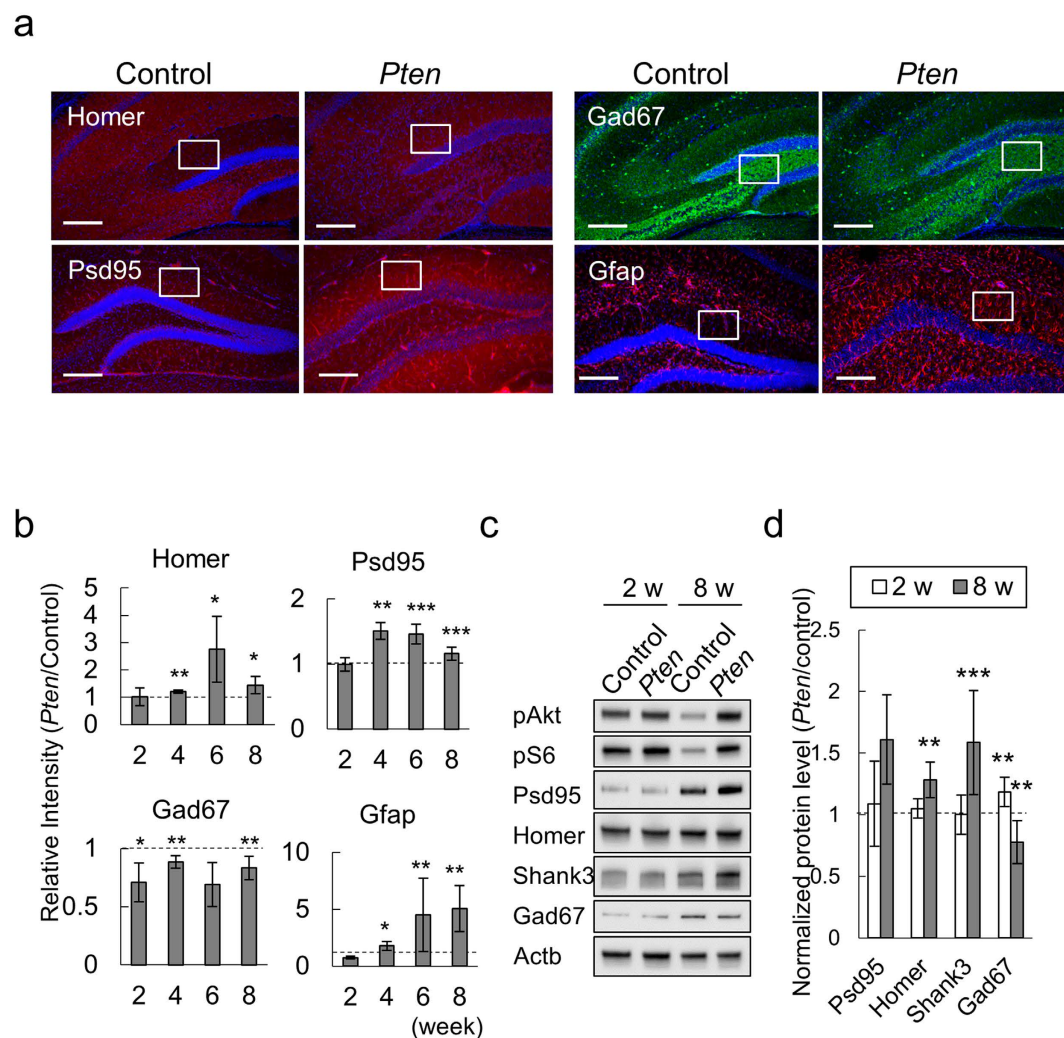 a
Control Pten Control Pten
Homer Gad67
Psd95 Gfap
b
Relative Intensity (Pten/Control)
Homer
5
4
3
2
1
0
** * *
2 4 6 8
Psd95
2
1
0
** *** ***
2 4 6 8
Gad67
1
0.5
0
* ** **
2 4 6 8
Gfap
10
5
0
* ** **
2 4 6 8
(week)
c
2 w 8 w
Control Pten Control Pten
pAkt
pS6
Psd95
Homer
Shank3
Gad67
Actb
d
2 w 8 w
Normalized protein level (Pten/control)
2.5
2
1.5
1
0.5
0
** *** ** **
Psd95 Homer Shank3 Gad67